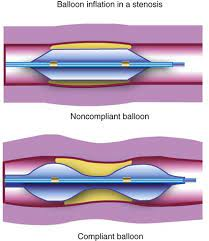 Balloon inflation in a stenosis
Noncompliant balloon
Compliant balloon